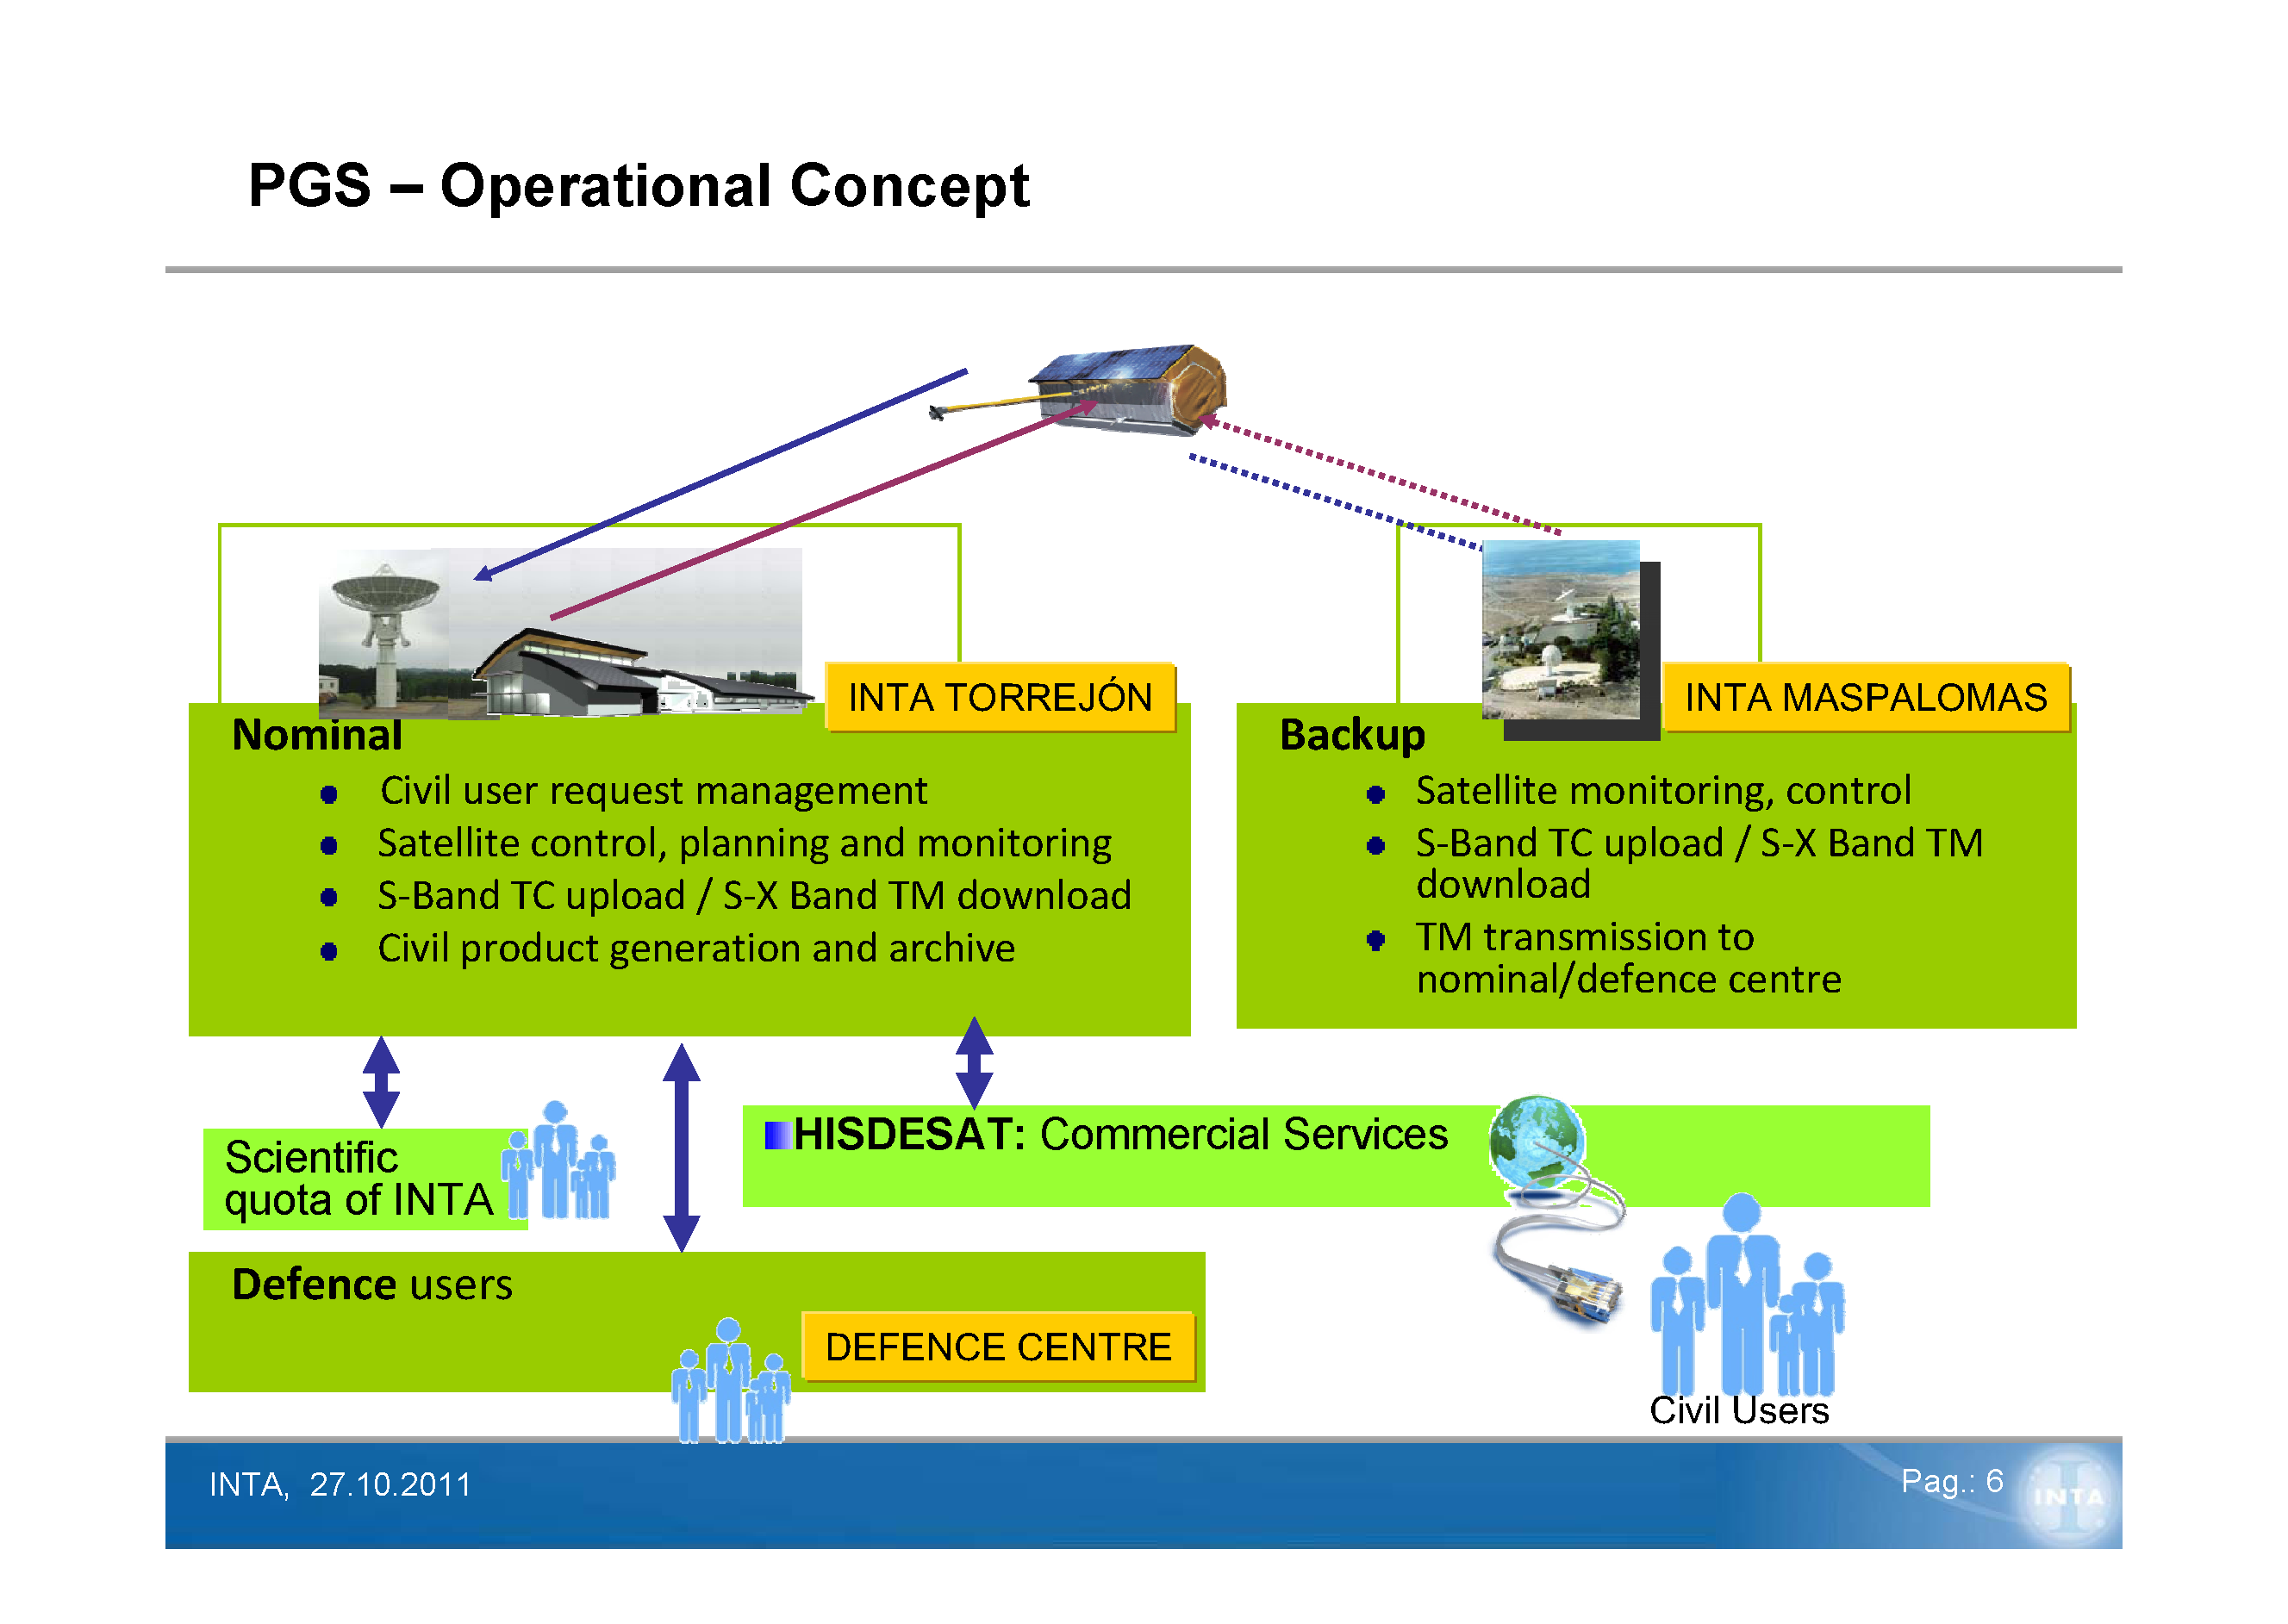 PGS – Operational Concept
INTA TORREJÓN
Nominal
Civil user request management
Satellite control, planning and monitoring
S-Band TC upload / S-X Band TM download
Civil product generation and archive
INTA MASPALOMAS
Backup
Satellite monitoring, control
S-Band TC upload / S-X Band TM
download
TM transmission to
nominal/defence centre
Scientific
quota of INTA
HISDESAT: Commercial Services
Defence users
DEFENCE CENTRE
Civil Users
INTA, 27.10.2011
Pag.: 6
INTA